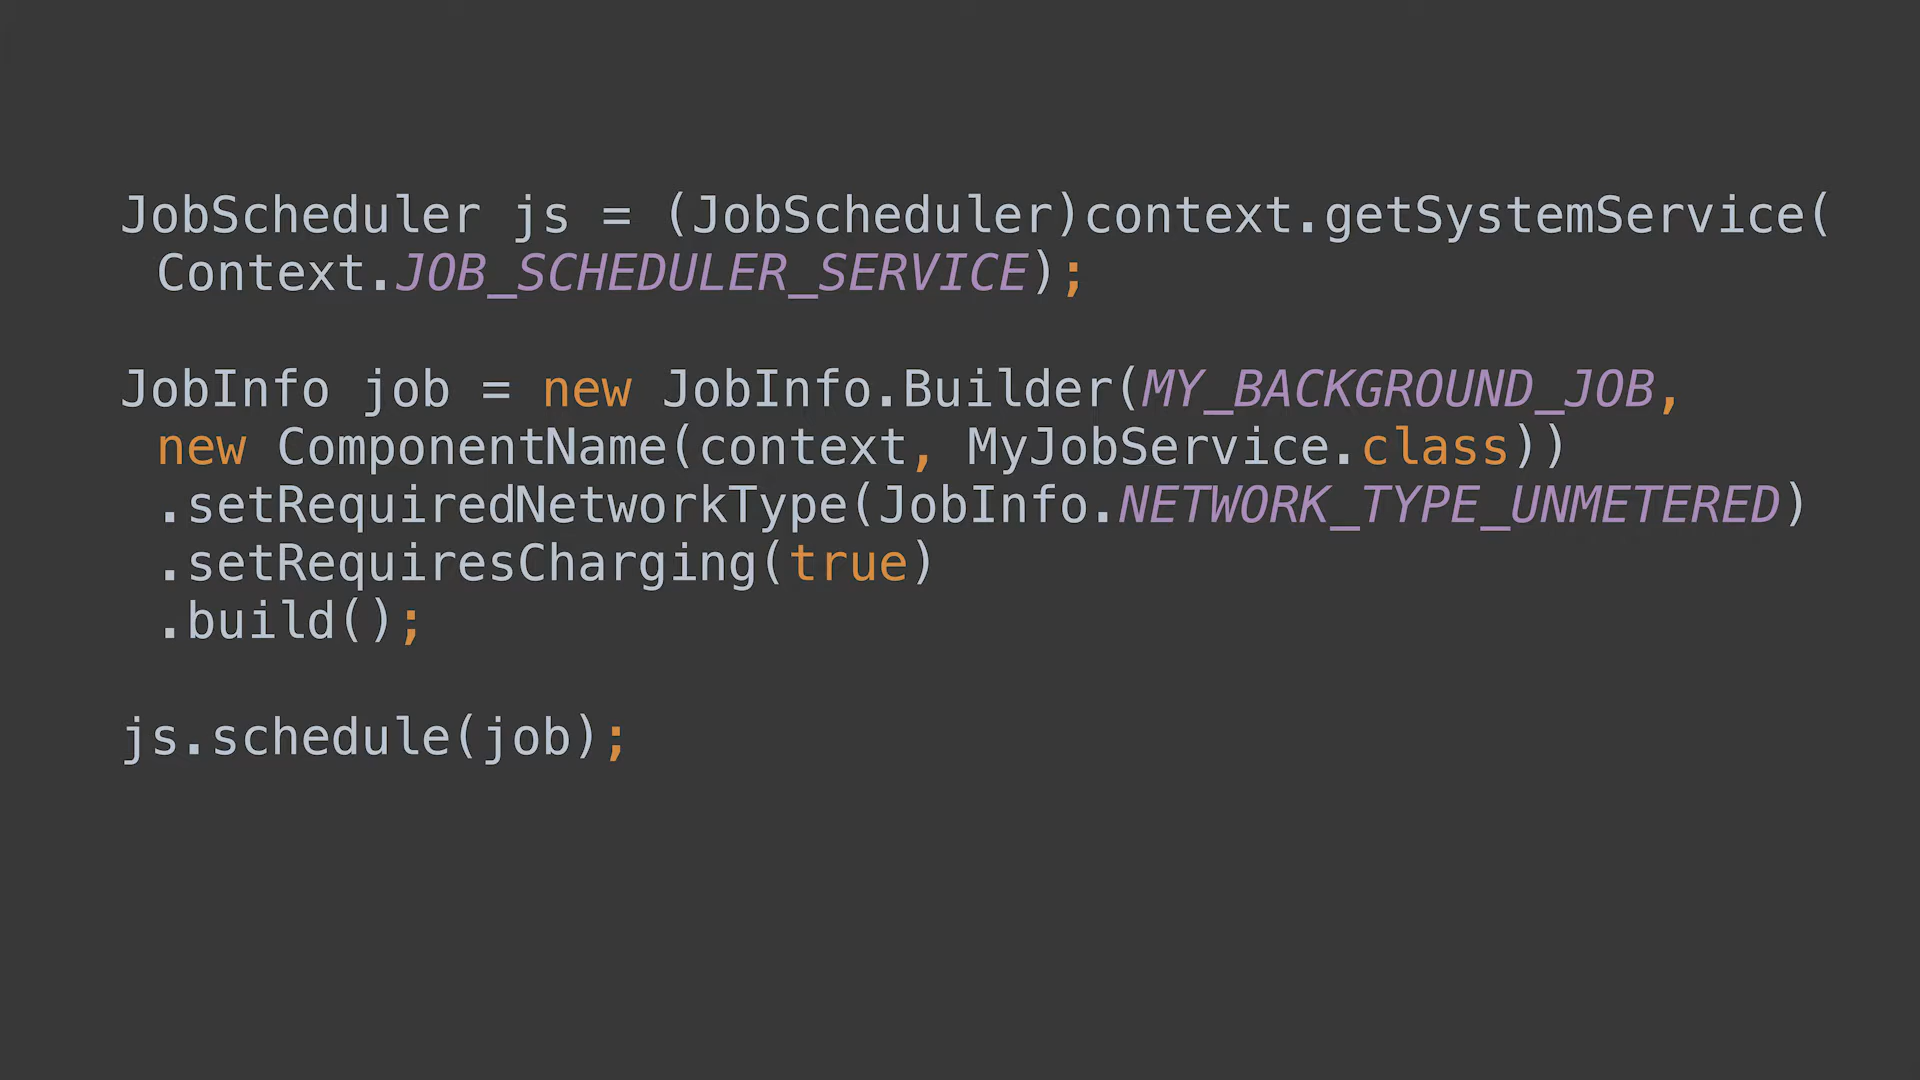 JobScheduler js = (JobScheduler)context.getSystemService(
Context.JOB_SCHEDULER_SERVICE);
JobInfo job = new JobInfo.Builder(MY_BACKGROUND_JOB,
new ComponentName(context, MyJobService.class))
.setRequiredNetworkType(JobInfo.NETWORK_TYPE_UNMETERED)
.setRequiresCharging(true)
.build();
js.schedule(job);